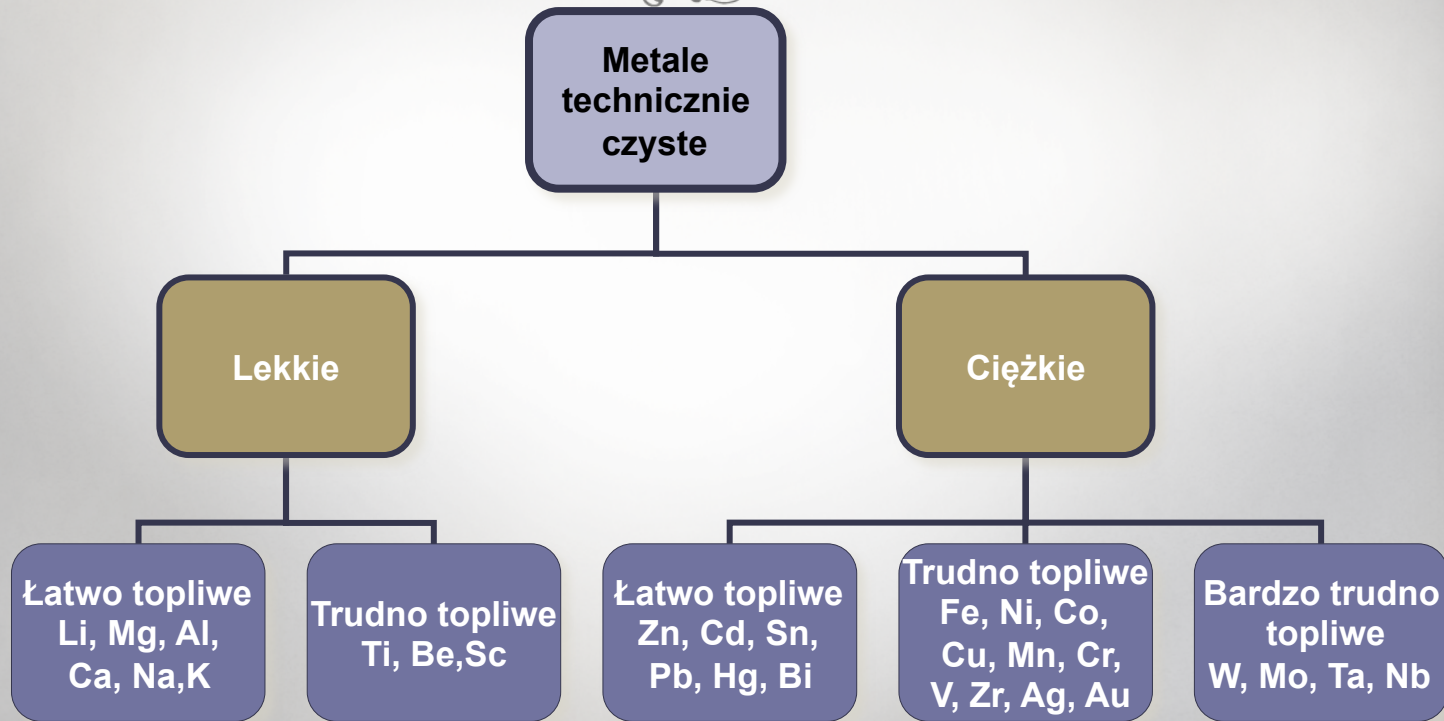 Metale
technicznie
czyste
Lekkie
Ciężkie
Łatwo topliwe
Li, Mg, Al,
Ca, Na,K
Trudno topliwe
Ti, Be,Sc
Łatwo topliwe
Zn, Cd, Sn,
Pb, Hg, Bi
Trudno topliwe
Fe, Ni, Co,
Cu, Mn, Cr,
V, Zr, Ag, Au
Bardzo trudno
topliwe
W, Mo, Ta, Nb